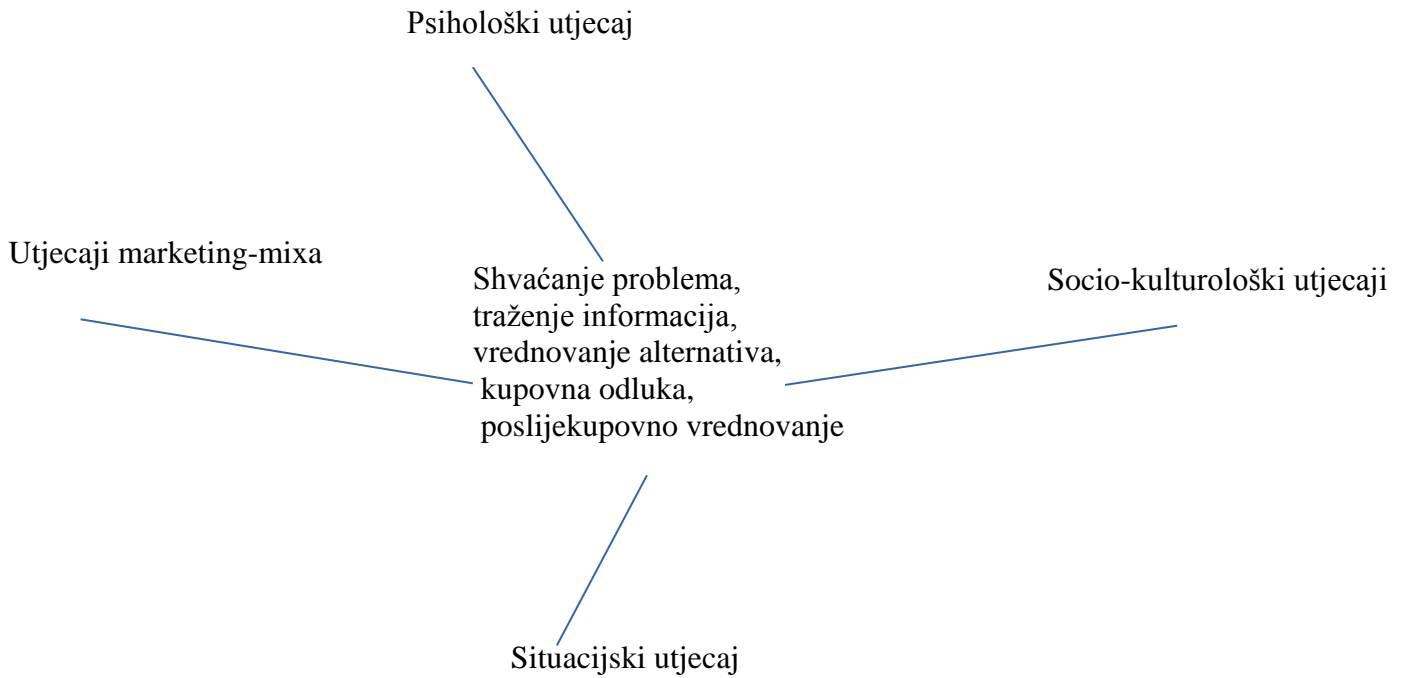 Psihološki utjecaj
Utjecaji marketing-mixa
Shvaćanje problema,
traženje informacija,
vrednovanje alternativa,
kupovna odluka,
poslijekupovno vrednovanje
Socio-kulturološki utjecaji
Situacijski utjecaj